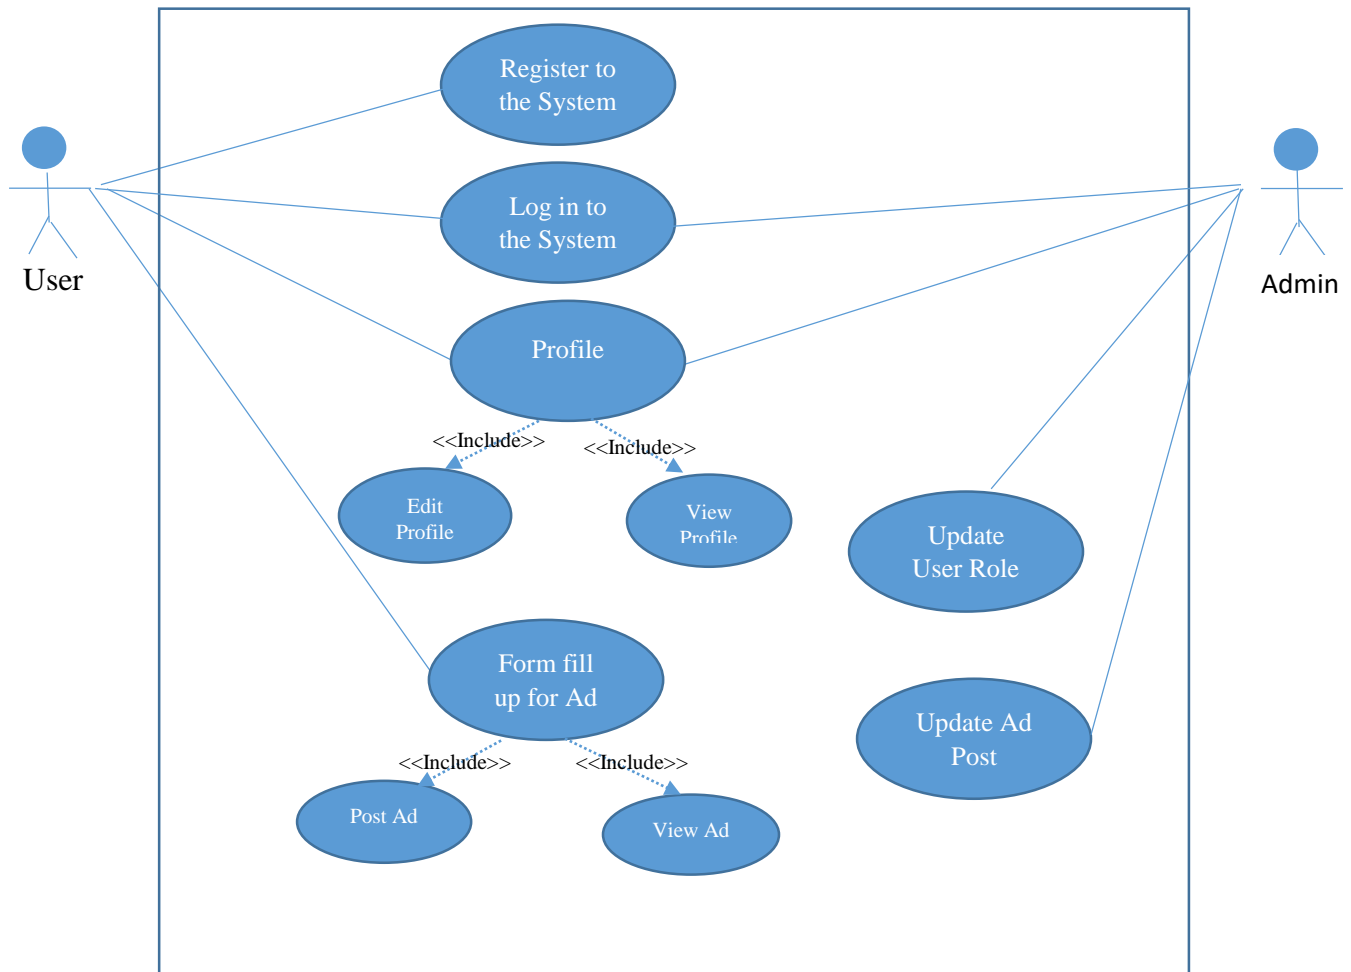 Register to
the System
Log in to
the System
User
Admin
Profile
<<Include>>
<<Include>>
Edit
Profile
View
Profile
Update
User Role
Form fill
up for Ad
Update Ad
Post
<<Include>>
<<Include>>
Post Ad
View Ad